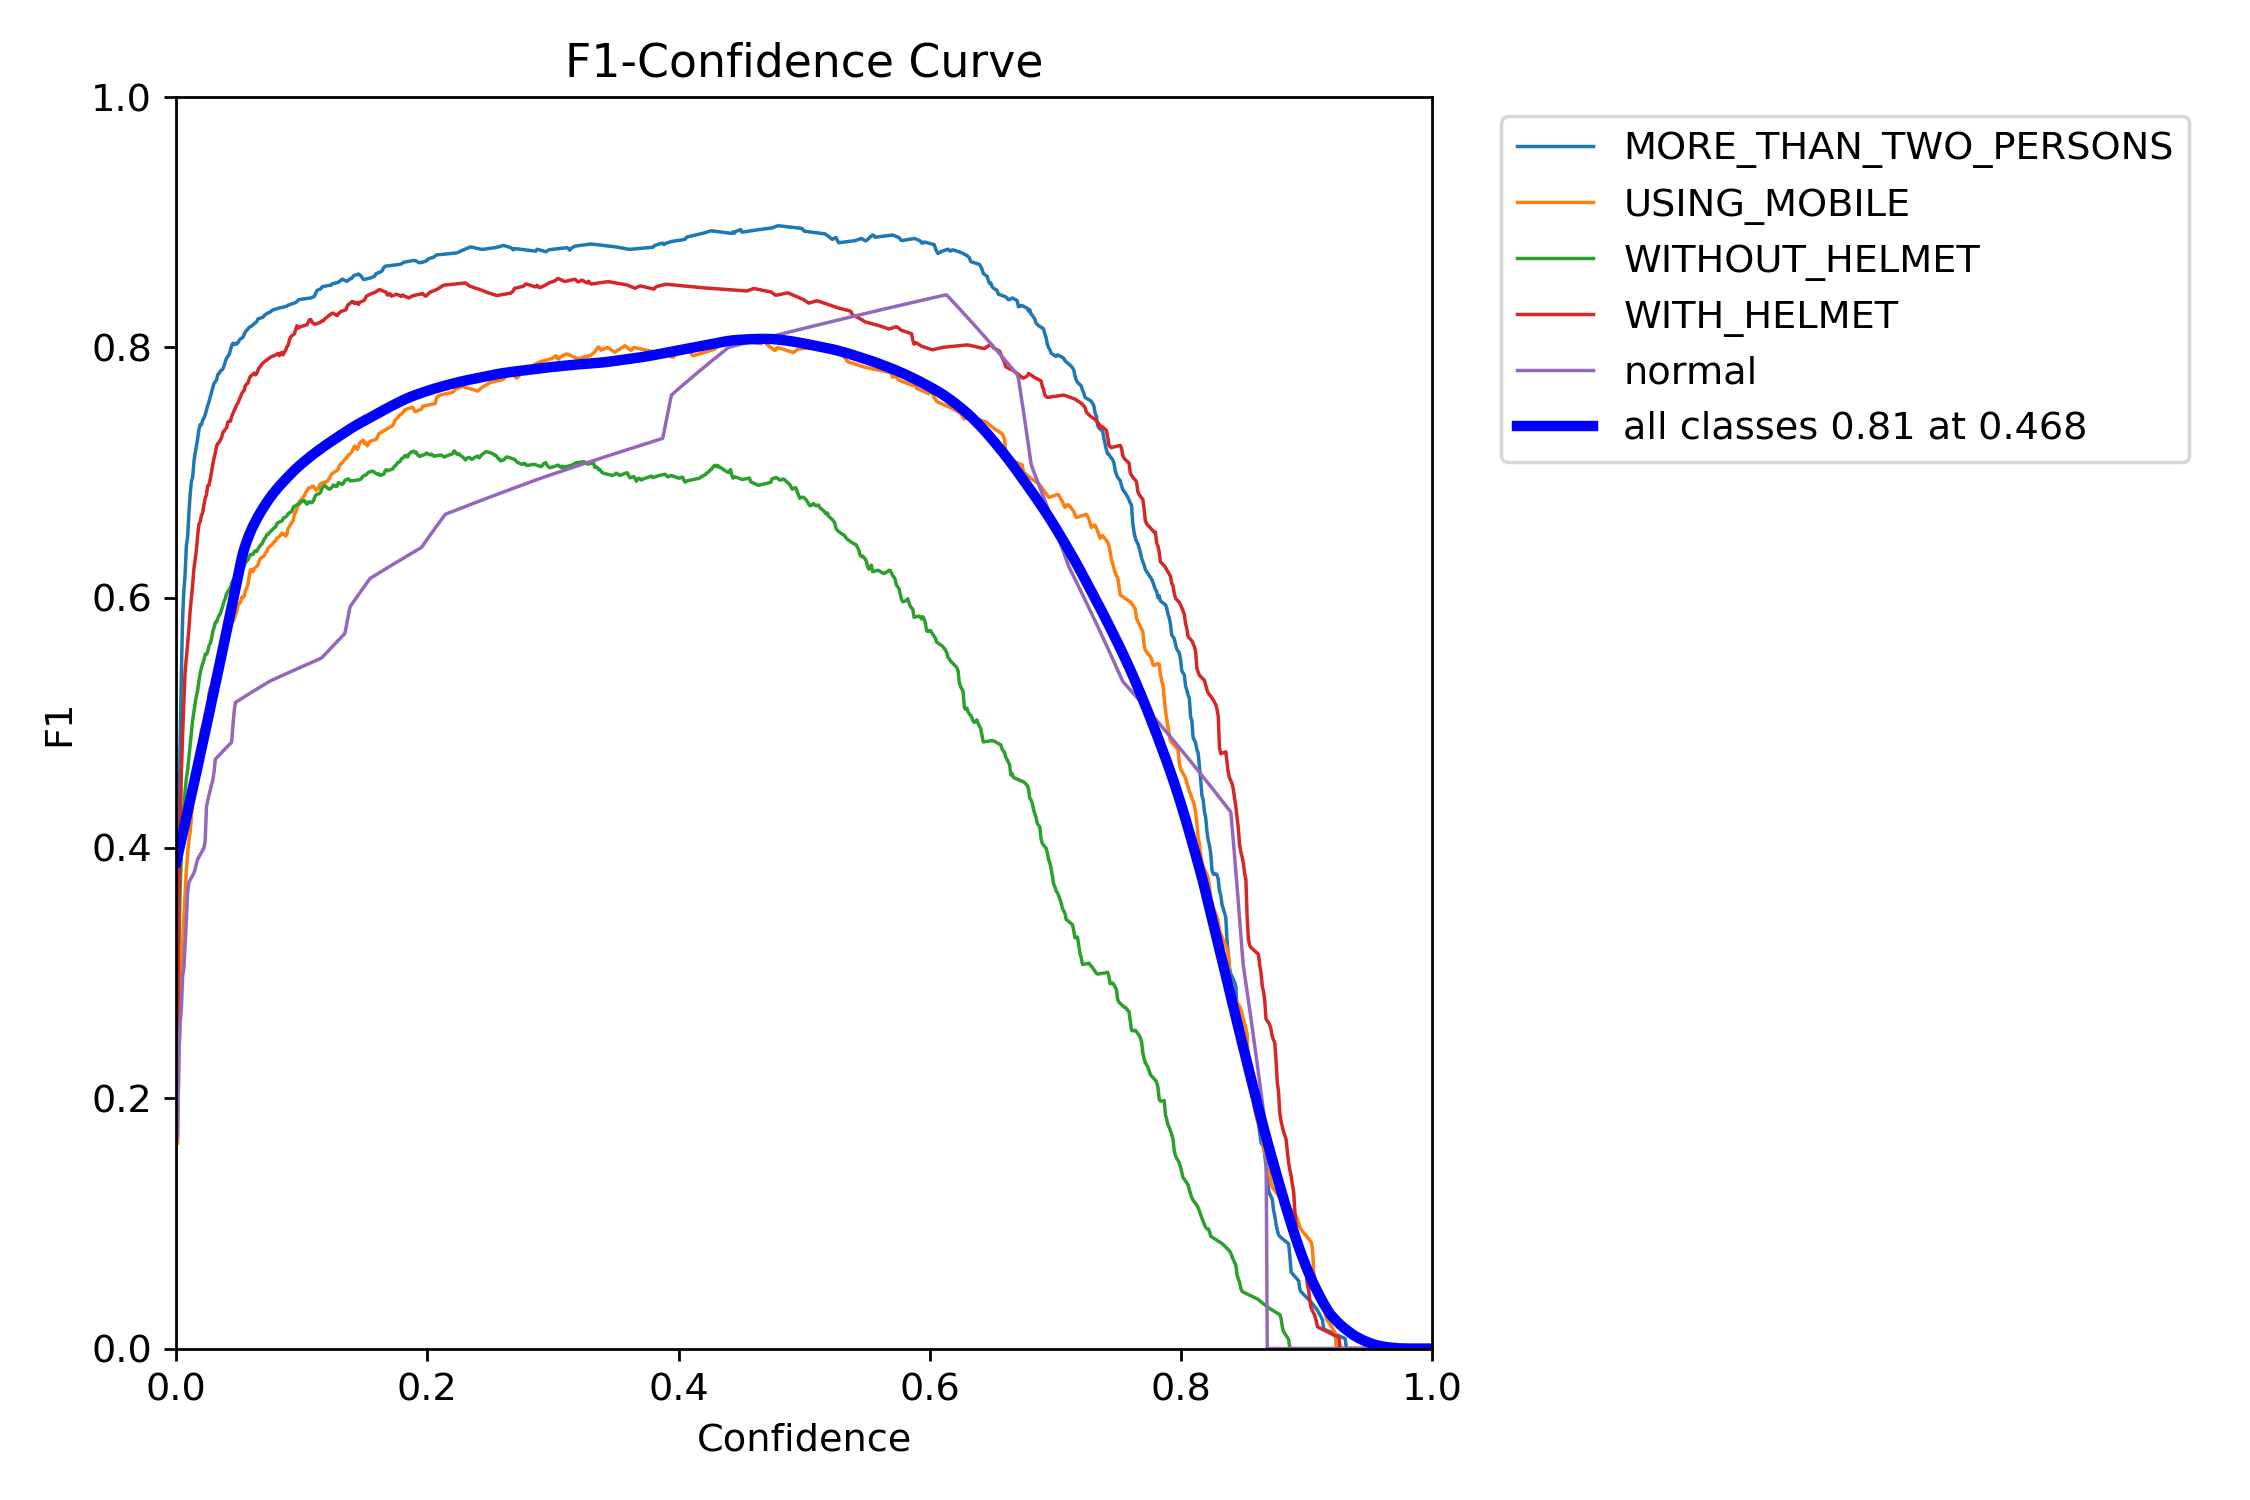 F1-Confidence Curve
1.0
0.8
0.6
0.4
0.2
0.0
F1
0.0 0.2 0.4 0.6 0.8 1.0
Confidence
MORE_THAN_TWO_PERSONS
USING_MOBILE
WITHOUT_HELMET
WITH_HELMET
normal
all classes 0.81 at 0.468